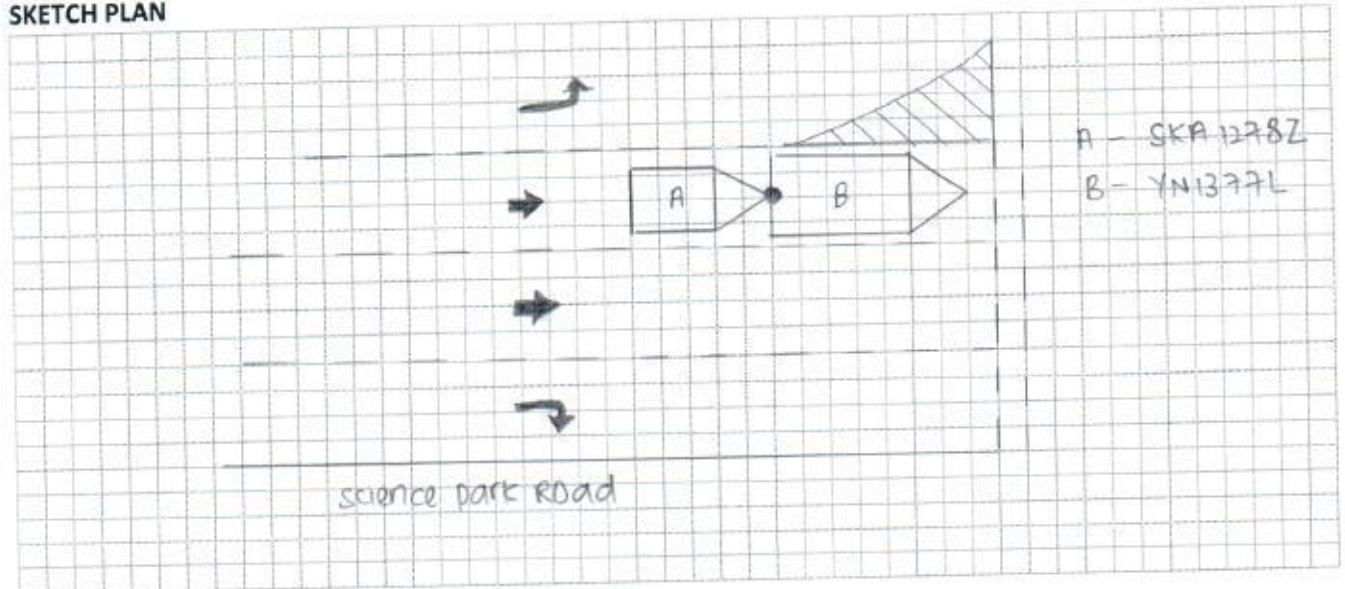 SKETCH PLAN
A - SKA 1278Z
B - YN1377L
A
B
science park Road